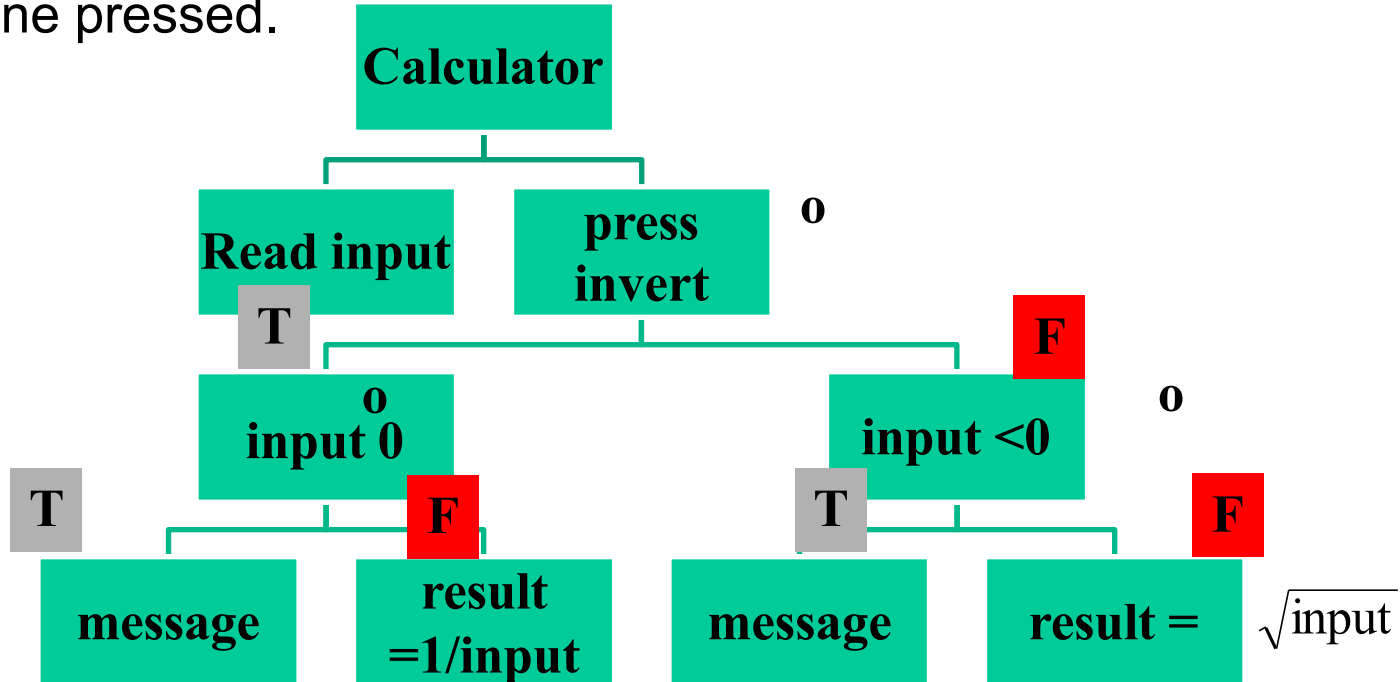 ne pressed.
Calculator
Read input
press
invert
o
T
F
o
input 0
input <0
o
T
F
T
F
message
result
=1/input
message
result = √input